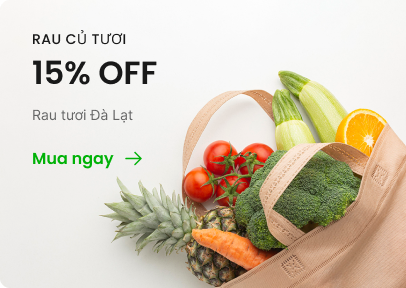 RAU CỦ TƯƠI
15% OFF
Rau tươi Đà Lạt
Mua ngay →